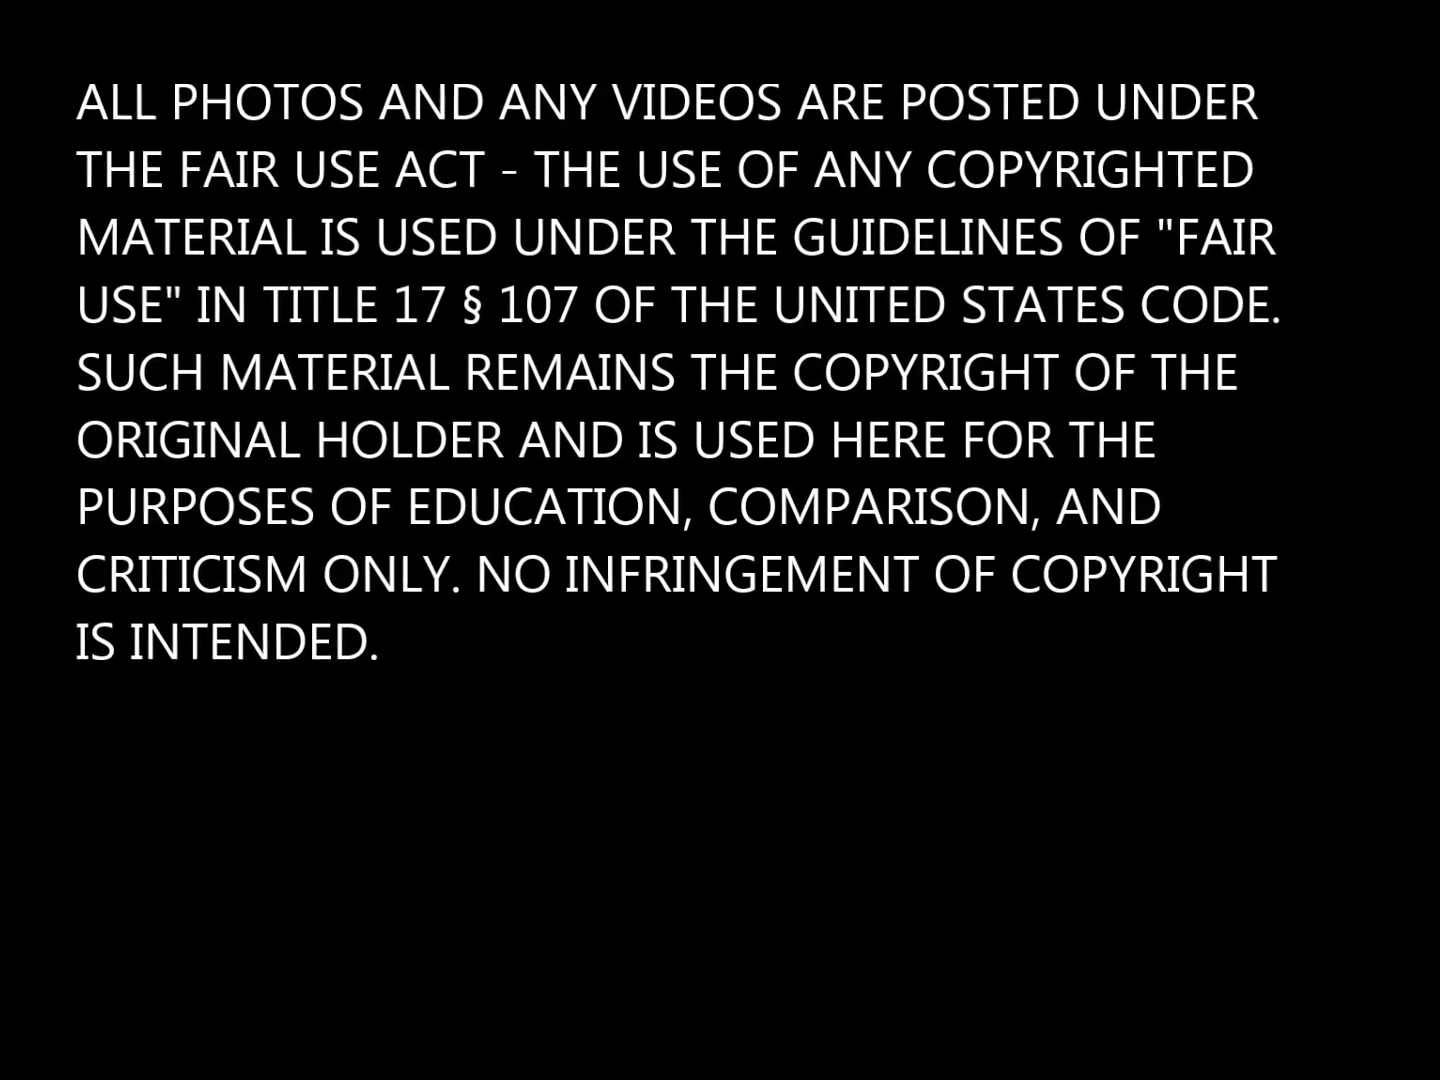 ALL PHOTOS AND ANY VIDEOS ARE POSTED UNDER
THE FAIR USE ACT - THE USE OF ANY COPYRIGHTED
MATERIAL IS USED UNDER THE GUIDELINES OF "FAIR
USE" IN TITLE 17 § 107 OF THE UNITED STATES CODE.
SUCH MATERIAL REMAINS THE COPYRIGHT OF THE
ORIGINAL HOLDER AND IS USED HERE FOR THE
PURPOSES OF EDUCATION, COMPARISON, AND
CRITICISM ONLY. NO INFRINGEMENT OF COPYRIGHT
IS INTENDED.